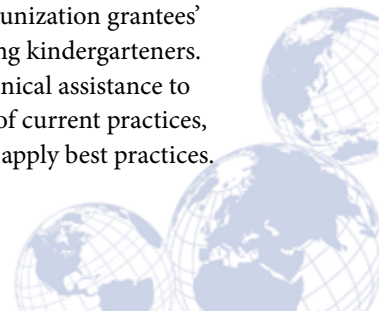 unization grantees’
ng kindergarteners.
nical assistance to
of current practices,
apply best practices.